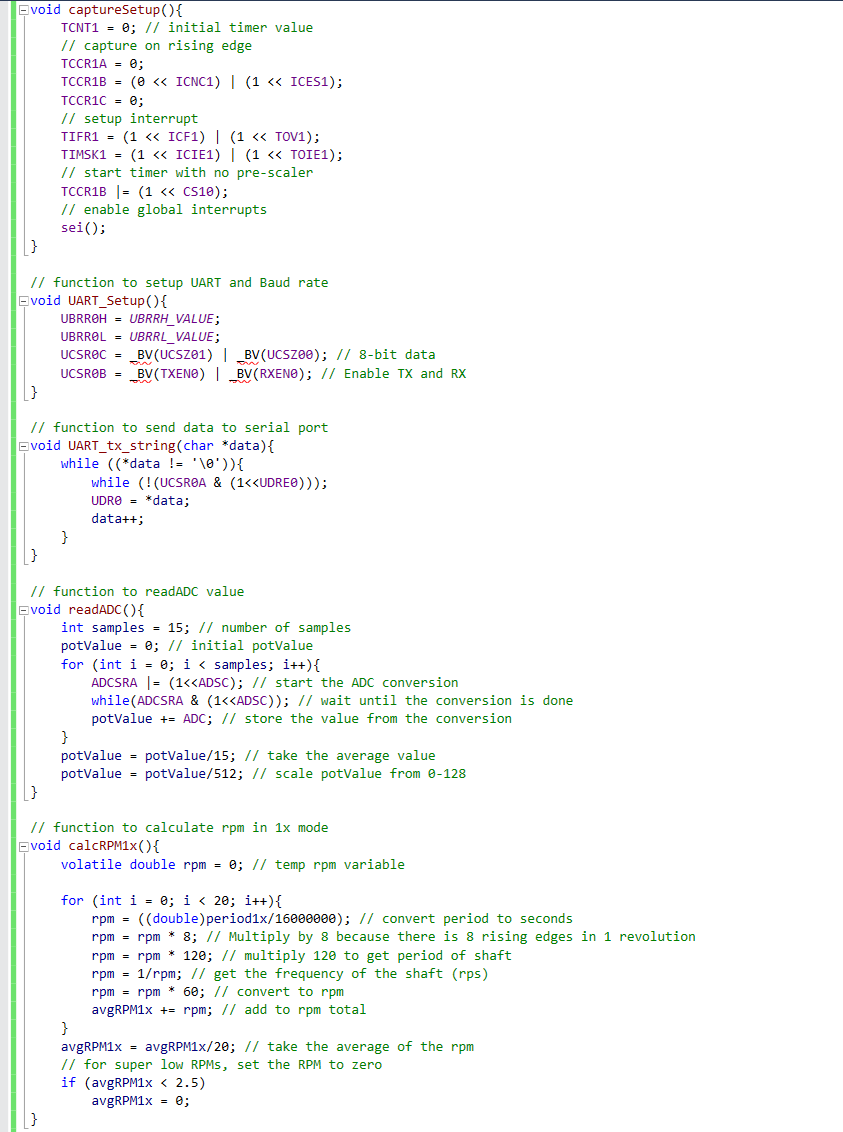 void captureSetup(){
TCNT1 = 0; // initial timer value
// capture on rising edge
TCCR1A = 0;
TCCR1B = (0 << ICNC1) | (1 << ICES1);
TCCR1C = 0;
// setup interrupt
TIFR1 = (1 << ICF1) | (1 << TOV1);
TIMSK1 = (1 << ICIE1) | (1 << TOIE1);
// start timer with no pre-scaler
TCCR1B |= (1 << CS10);
// enable global interrupts
sei();
}
// function to setup UART and Baud rate
void UART_Setup(){
UBRR0H = UBRRH_VALUE;
UBRR0L = UBRRL_VALUE;
UCSR0C = _BV(UCSZ01) | _BV(UCSZ00); // 8-bit data
UCSR0B = _BV(TXEN0) | _BV(RXEN0); // Enable TX and RX
}
// function to send data to serial port
void UART_tx_string(char *data){
while ((*data != '\0')){
while (!(UCSR0A & (1<<UDRE0)));
UDR0 = *data;
data++;
}
}
// function to readADC value
void readADC(){
int samples = 15; // number of samples
potValue = 0; // initial potValue
for (int i = 0; i < samples; i++){
ADCSRA |= (1<<ADSC); // start the ADC conversion
while(ADCSRA & (1<<ADSC)); // wait until the conversion is done
potValue += ADC; // store the value from the conversion
}
potValue = potValue/15; // take the average value
potValue = potValue/512; // scale potValue from 0-128
}
// function to calculate rpm in 1x mode
void calcRPM1x(){
volatile double rpm = 0; // temp rpm variable
for (int i = 0; i < 20; i++){
rpm = ((double)period1x/16000000); // convert period to seconds
rpm = rpm * 8; // Multiply by 8 because there is 8 rising edges in 1 revolution
rpm = rpm * 120; // multiply 120 to get period of shaft
rpm = 1/rpm; // get the frequency of the shaft (rps)
rpm = rpm * 60; // convert to rpm
avgRPM1x += rpm; // add to rpm total
}
avgRPM1x = avgRPM1x/20; // take the average of the rpm
// for super low RPMs, set the RPM to zero
if (avgRPM1x < 2.5)
avgRPM1x = 0;
}